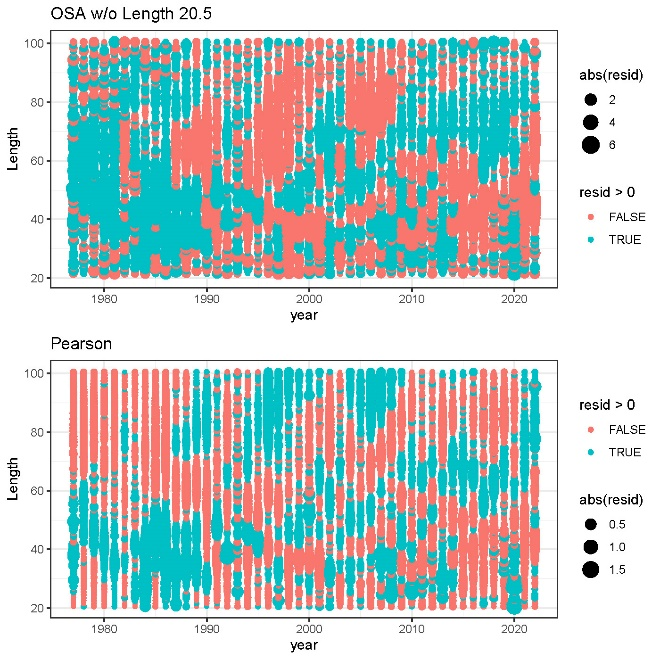 OSA w/o Length 20.5
100
80
60
40
20
Length
1980
1990
2000
2010
2020
year
abs(resid)
2
4
6
resid > 0
FALSE
TRUE
Pearson
100
80
60
40
20
Length
1980
1990
2000
2010
2020
year
resid > 0
FALSE
TRUE
abs(resid)
0.5
1.0
1.5